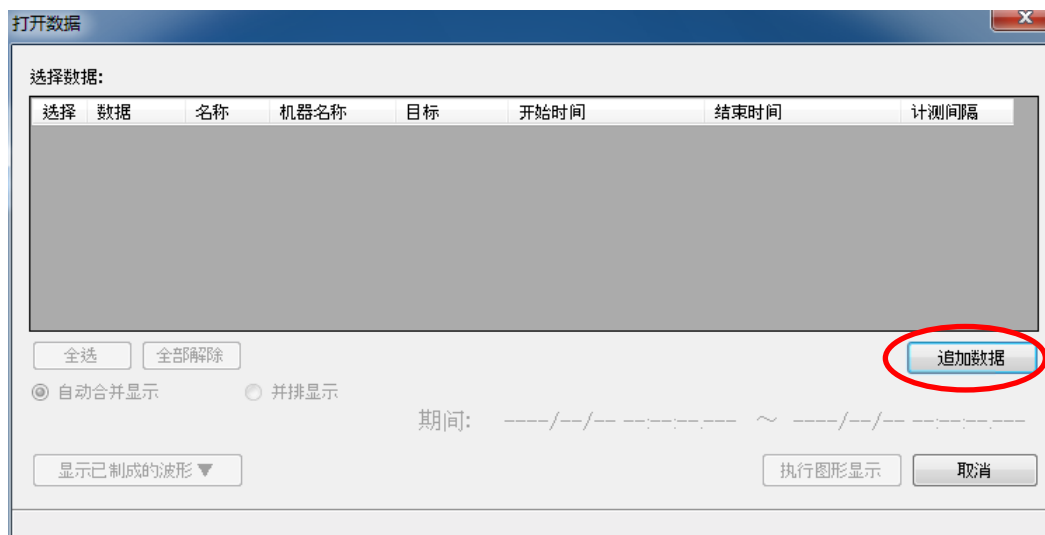 打开数据
选择数据:
选择 数据 名称 机器名称 目标 开始时间 结束时间 计测间隔
全选 全部解除 追加数据
自动合并显示 并排显示
期间: ----/--/-- --:--:--.--- ～ ----/--/-- --:--:--.---
显示已制成的波形▼ 执行图形显示 取消